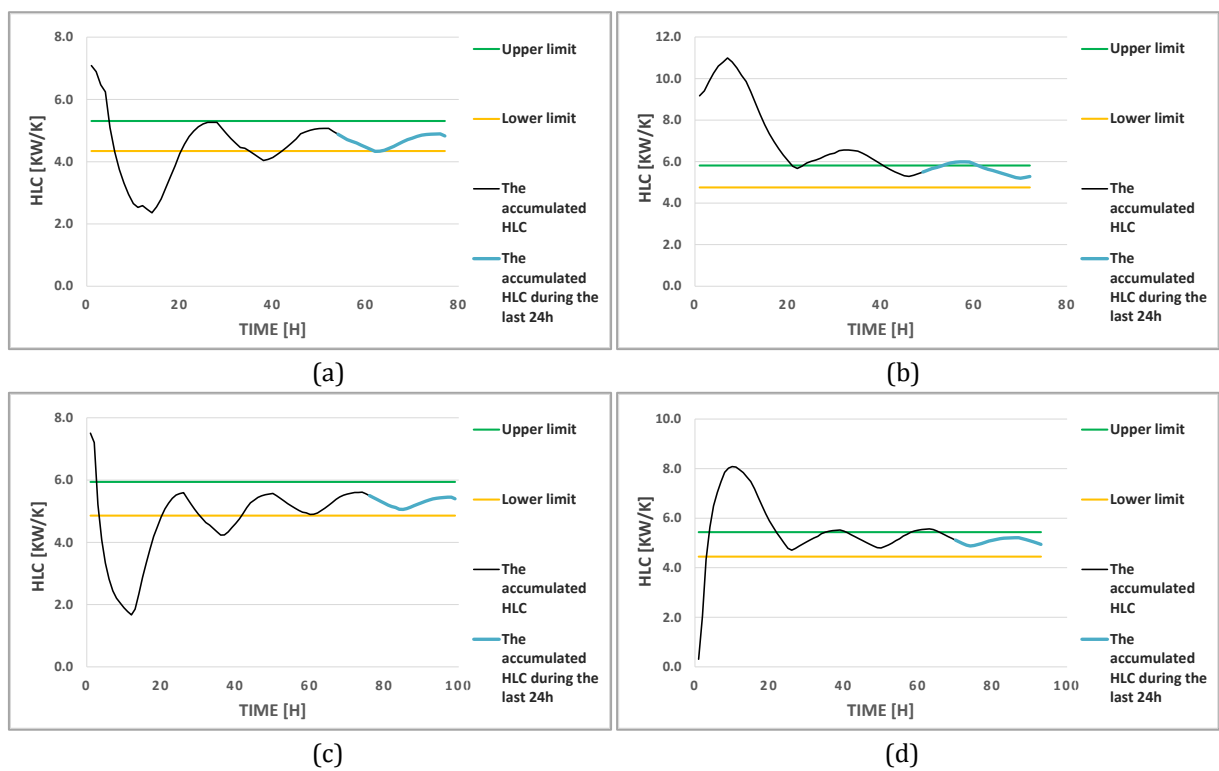 8.0
6.0
4.0
2.0
0.0
HLC [KW/K]
0
20
40
60
80
TIME [H]
Upper limit
Lower limit
The
accumulated
HLC
The
accumulated
HLC during the
last 24h
(a)
12.0
10.0
8.0
6.0
4.0
2.0
0.0
HLC [KW/K]
0
20
40
60
80
TIME [H]
Upper limit
Lower limit
The
accumulated
HLC
The
accumulated
HLC during the
last 24h
(b)
8.0
6.0
4.0
2.0
0.0
HLC [KW/K]
0
20
40
60
80
100
TIME [H]
Upper limit
Lower limit
The
accumulated
HLC
The
accumulated
HLC during the
last 24h
(c)
10.0
8.0
6.0
4.0
2.0
0.0
HLC [KW/K]
0
20
40
60
80
100
TIME [H]
Upper limit
Lower limit
The
accumulated
HLC
The
accumulated
HLC during the
last 24h
(d)